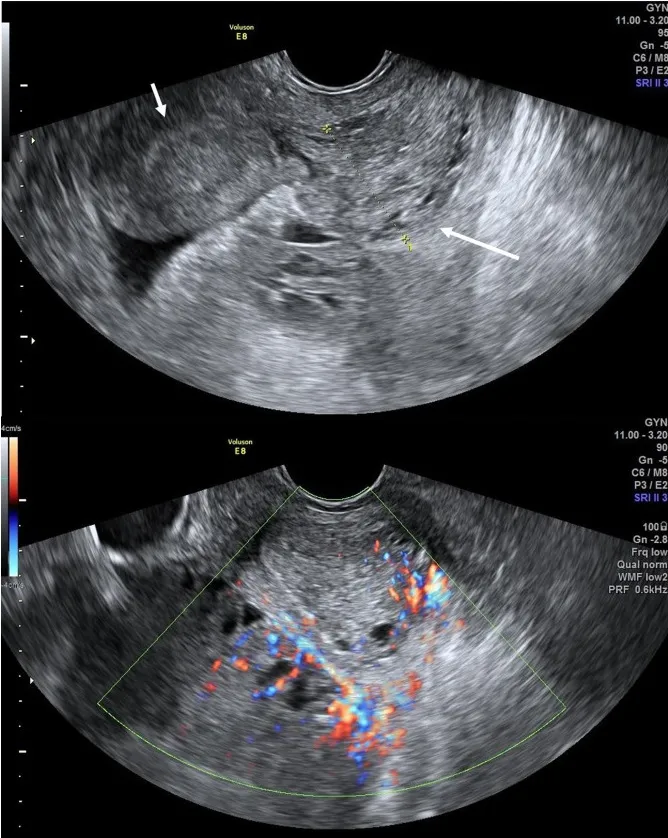 Voluson
E8
GYN
11.00 - 3.20
95
Gn -5
C6 / M8
P3 / E2
SRI II 3
1
4cm/s
-4cm/s
Voluson
E8
GYN
11.00 - 3.20
90
Gn -5
C6 / M8
P3 / E2
SRI II 3
100Ω
Gn -2.8
Frq low
Qual norm
WMF low2
PRF 0.6kHz